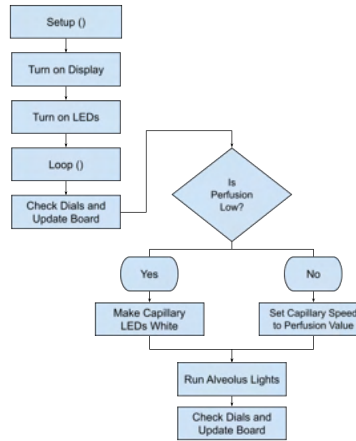 Setup ()
Turn on Display
Turn on LEDs
Loop ()
Check Dials and
Update Board
Is
Perfusion
Low?
Yes
No
Make Capillary
LEDs White
Set Capillary Speed
to Perfusion Value
Run Alveolus Lights
Check Dials and
Update Board